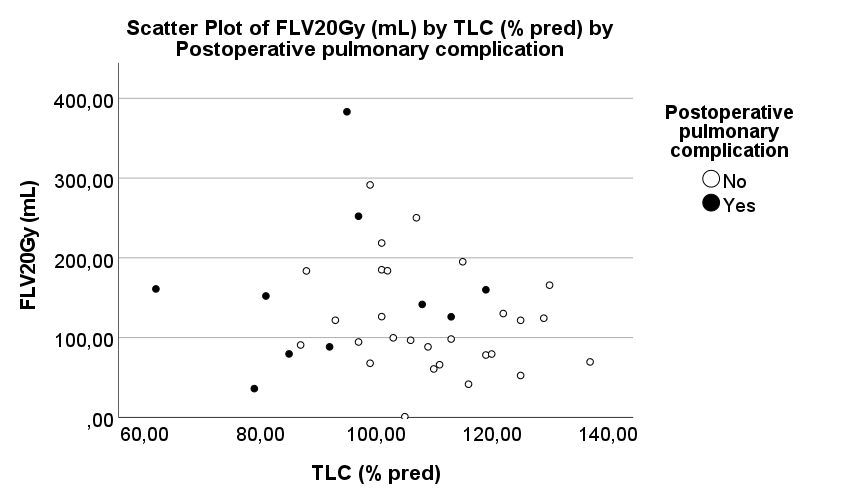 Scatter Plot of FLV20Gy (mL) by TLC (% pred) by
Postoperative pulmonary complication
400,00
300,00
200,00
100,00
,00
FLV20Gy (mL)
60,00 80,00 100,00 120,00 140,00
TLC (% pred)
Postoperative
pulmonary
complication
No
Yes